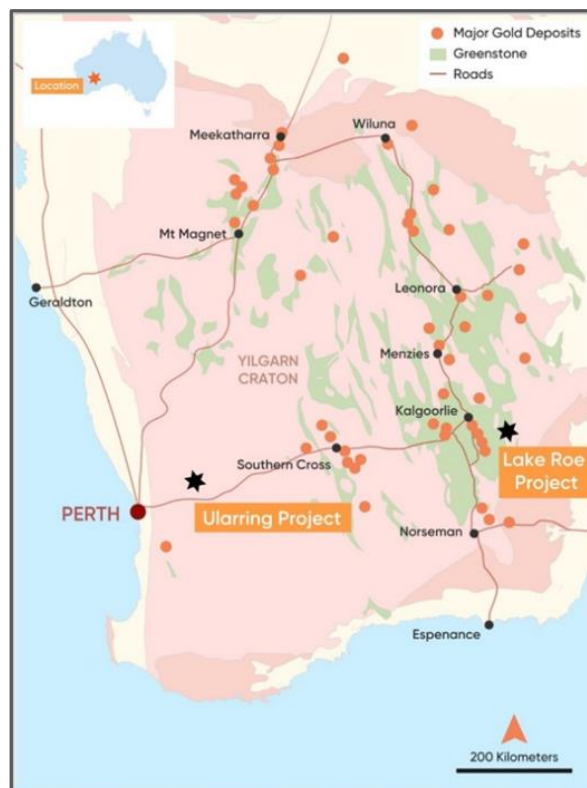 Major Gold Deposits
Greenstone
Roads
Location
Meekatharra
Wiluna
Mt Magnet
Geraldton
Leonora
Menzies
YILGARN
CRATON
Kalgoorlie
Southern Cross
Lake Roe
Project
PERTH
Ularring Project
Norseman
Espenance
200 Kilometers